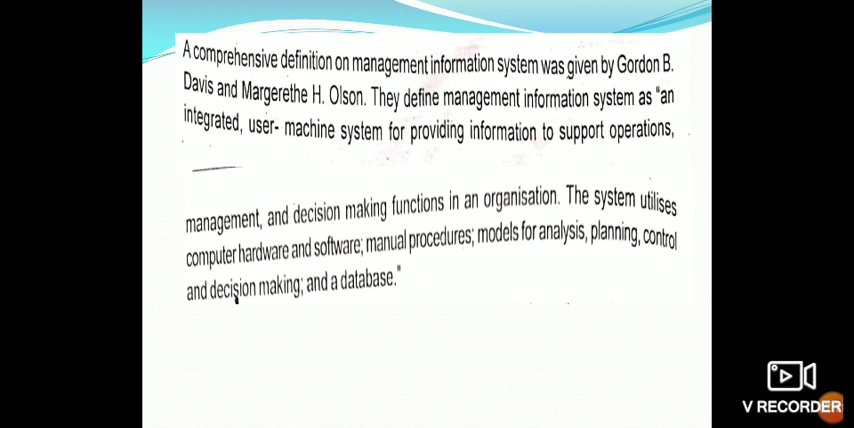 A comprehensive definition on management information system was given by Gordon B.
Davis and Margerethe H. Olson. They define management information system as "an
integrated, user- machine system for providing information to support operations,
management, and decision making functions in an organisation. The system utilises
computer hardware and software; manual procedures; models for analysis, planning, control
and decision making; and a database."
V RECORDER